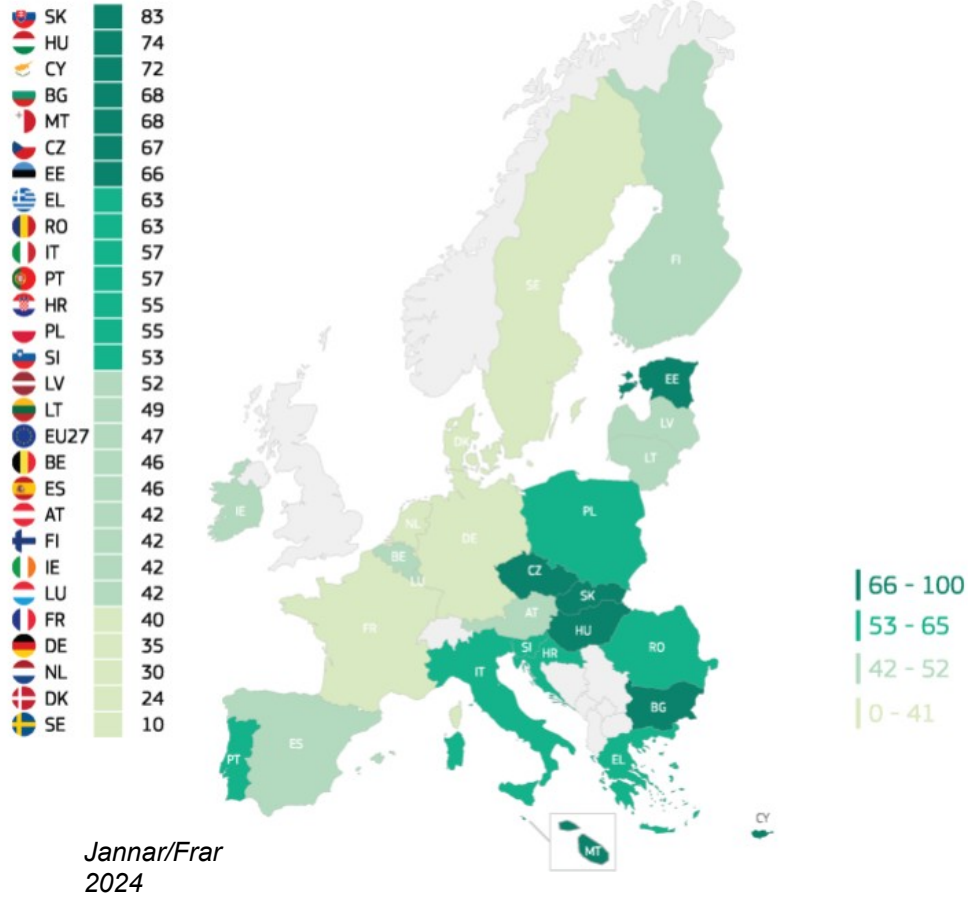 SK 83
HU 74
CY 72
BG 68
MT 68
CZ 67
EE 66
EL 63
RO 63
IT 57
PT 57
HR 55
PL 55
SI 53
LV 52
LT 49
EU27 47
BE 46
ES 46
AT 42
FI 42
IE 42
LU 42
FR 40
DE 35
NL 30
DK 24
SE 10
FI
SE
EE
LV
DK
LT
IE
PL
NL
DE
BE
CZ
LU
SK
AT
FR
HU
SI
HR
RO
IT
BG
ES
PT
EL
CY
MT
66 - 100
53 - 65
42 - 52
0 - 41
Jannar/Frar
2024